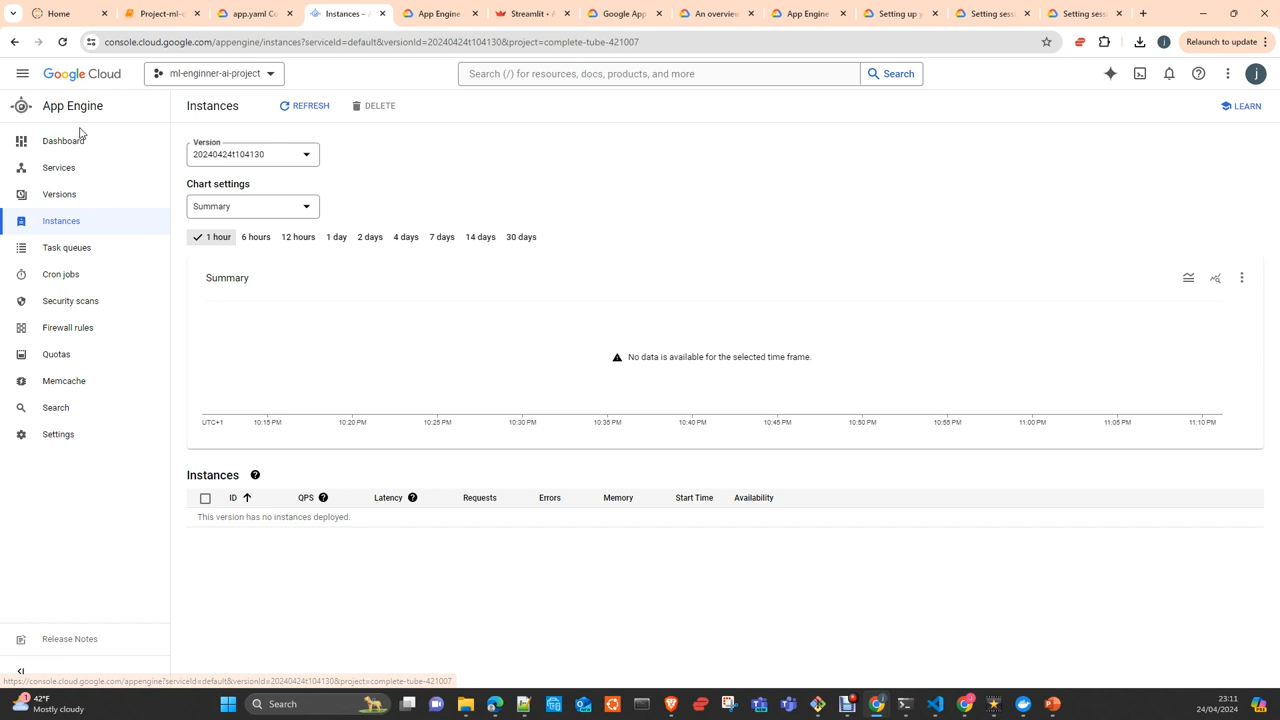 Home
Project-ml-
app.yaml Co
Instances –
App Engine
Streamlit • A
Google App
An overview
App Engine
Setting up y
Setting sess
Setting sess
console.cloud.google.com/appengine/instances?serviceId=default&versionId=20240424t104130&project=complete-tube-421007
Relaunch to update
Google Cloud
ml-enginner-ai-project
Search (/) for resources, docs, products, and more
Search
App Engine
Instances
REFRESH
DELETE
LEARN
Dashboard
Services
Versions
Instances
Task queues
Cron jobs
Security scans
Firewall rules
Quotas
Memcache
Search
Settings
Release Notes
Version
20240424t104130
Chart settings
Summary
1 hour 6 hours 12 hours 1 day 2 days 4 days 7 days 14 days 30 days
Summary
No data is available for the selected time frame.
UTC+1 10:15 PM 10:20 PM 10:25 PM 10:30 PM 10:35 PM 10:40 PM 10:45 PM 10:50 PM 10:55 PM 11:00 PM 11:05 PM 11:10 PM
Instances
ID QPS Latency Requests Errors Memory Start Time Availability
This version has no instances deployed.
https://console.cloud.google.com/appengine?serviceId=default&versionId=20240424t104130&project=complete-tube-421007
1
42°F
Mostly cloudy
Search
23:11
24/04/2024